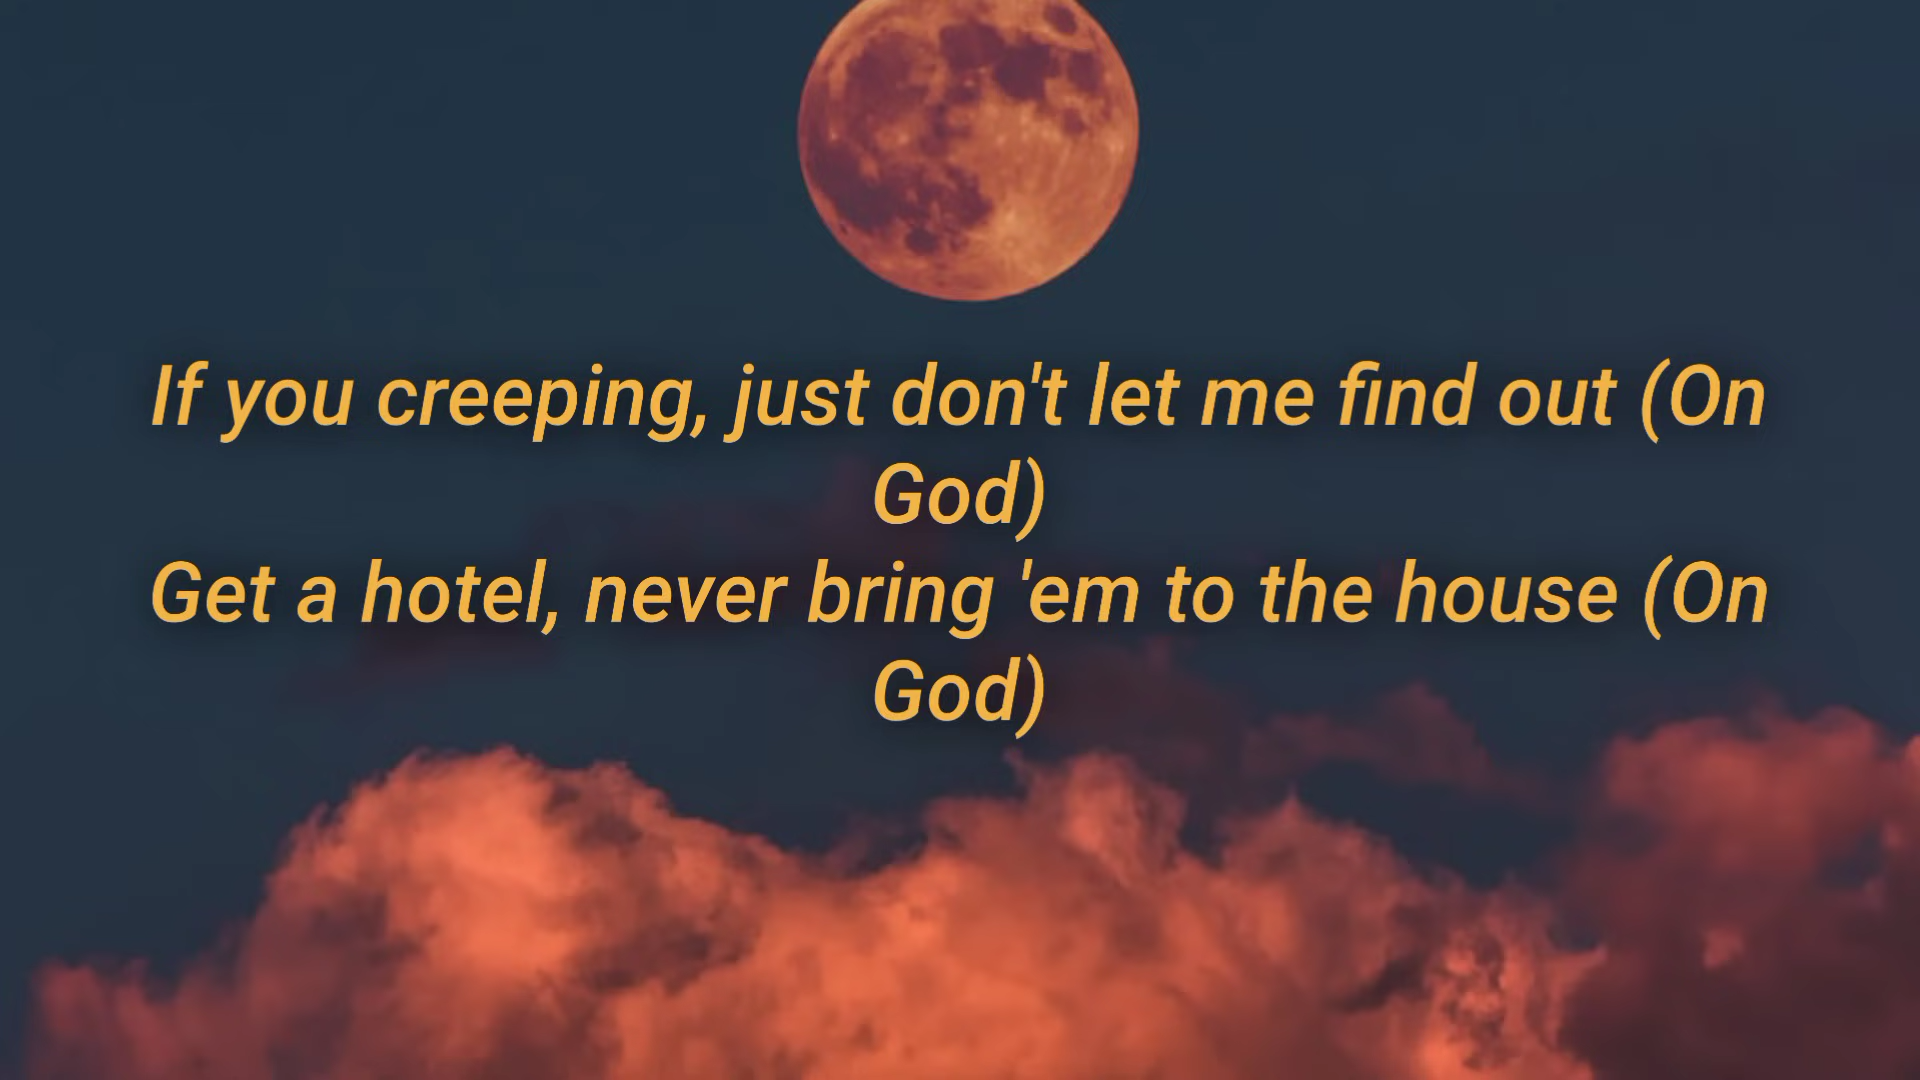 If you creeping, just don't let me find out (On
God)
Get a hotel, never bring 'em to the house (On
God)